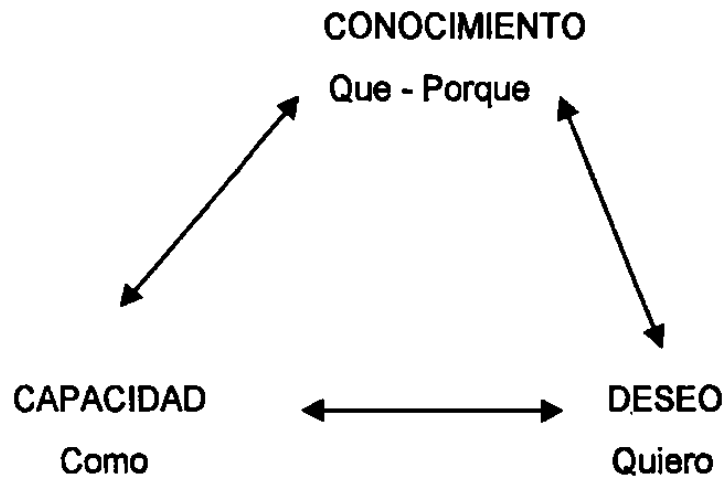 CONOCIMIENTO
Que - Porque
CAPACIDAD
Como
DESEO
Quiero